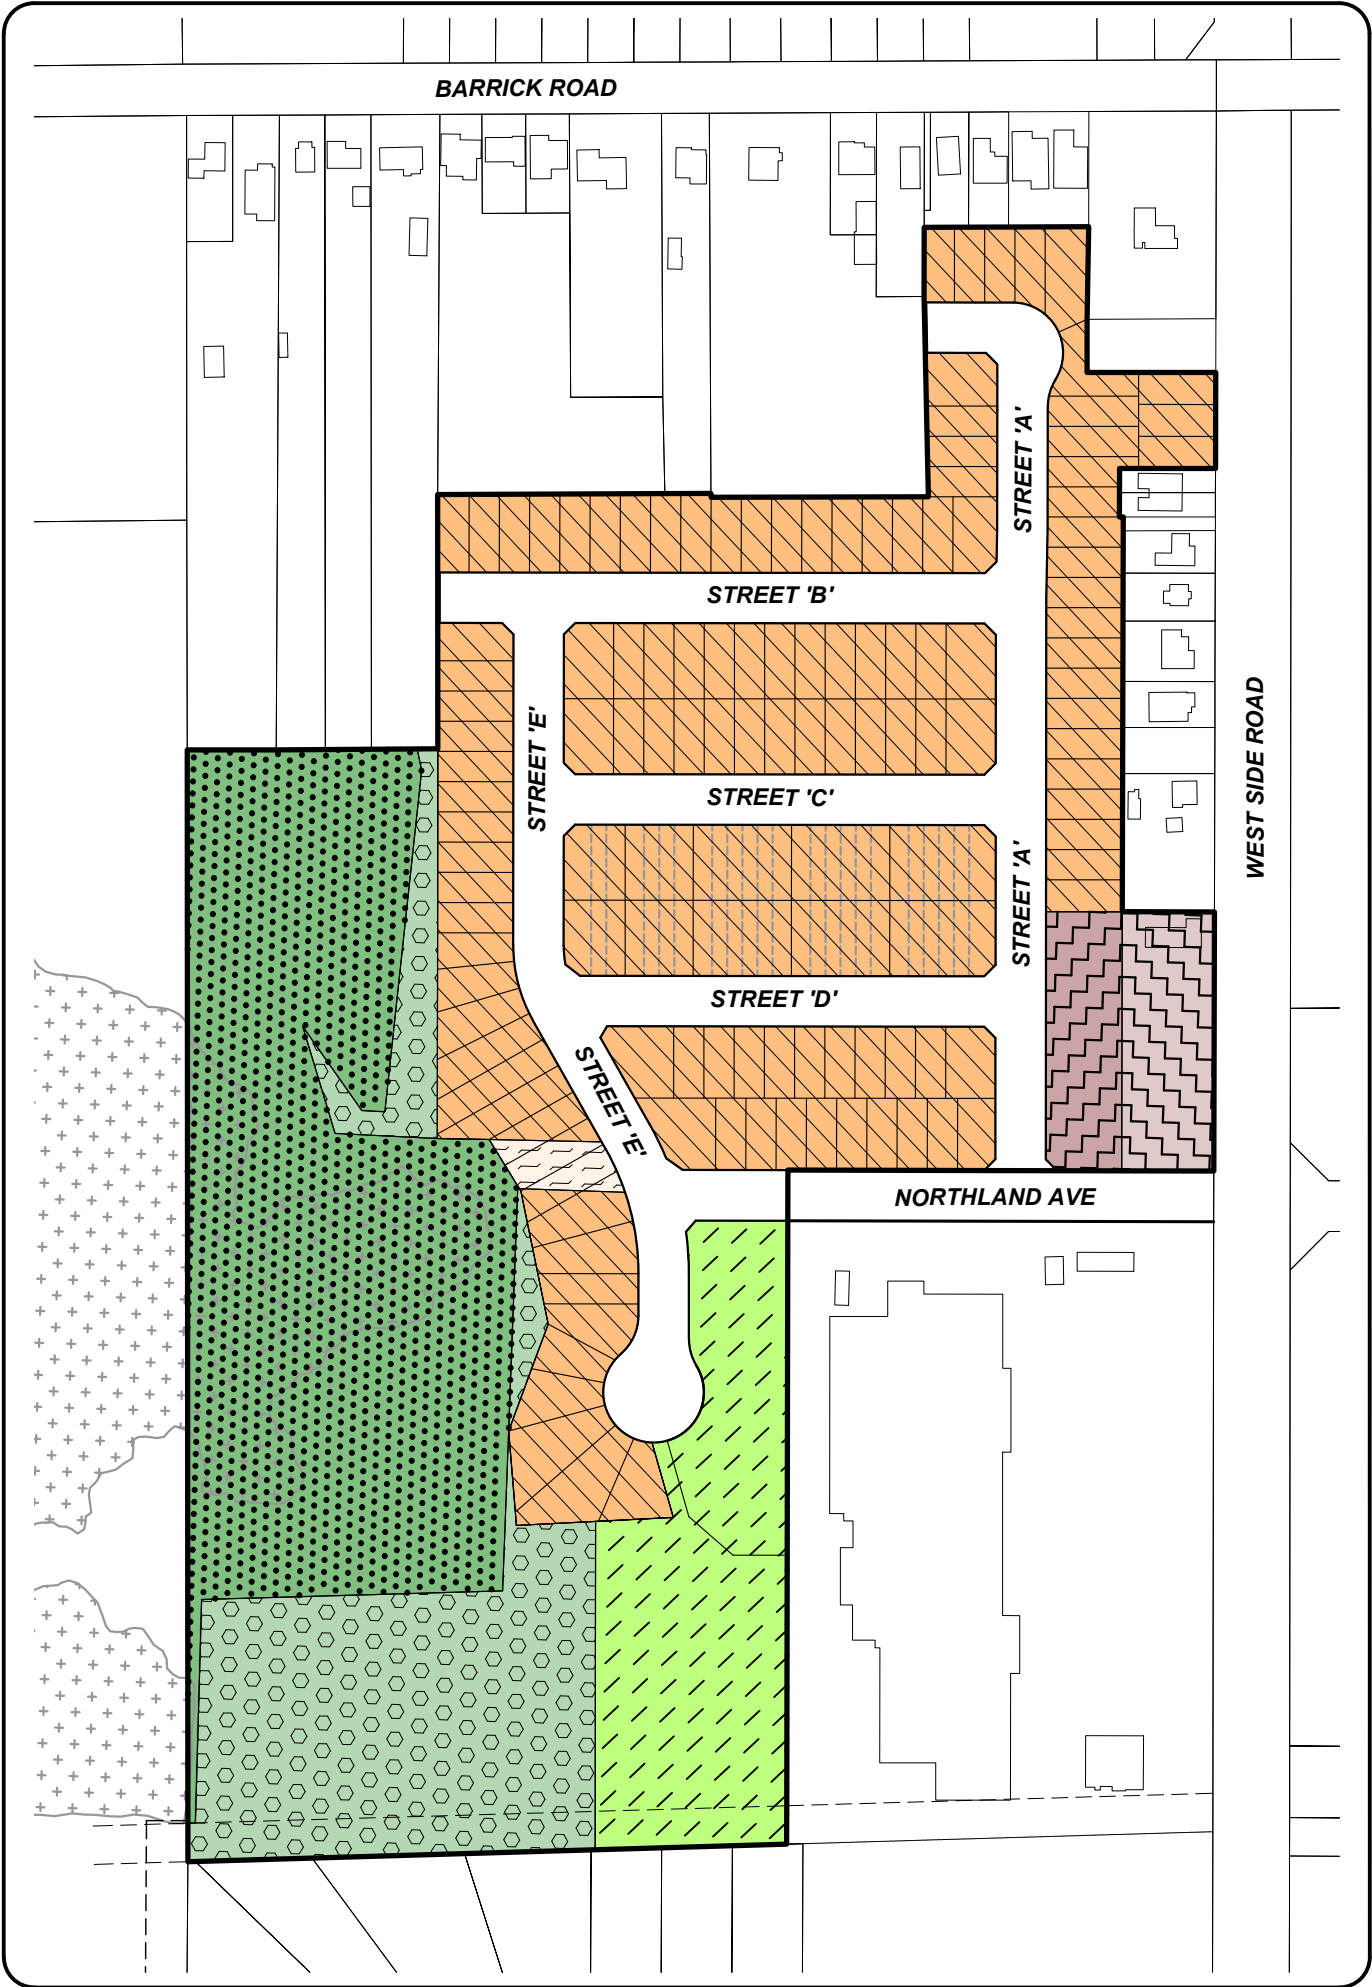 BARRICK ROAD
STREET 'A'
STREET 'B'
STREET 'E'
STREET 'C'
WEST SIDE ROAD
STREET 'A'
STREET 'D'
STREET 'E'
NORTHLAND AVE